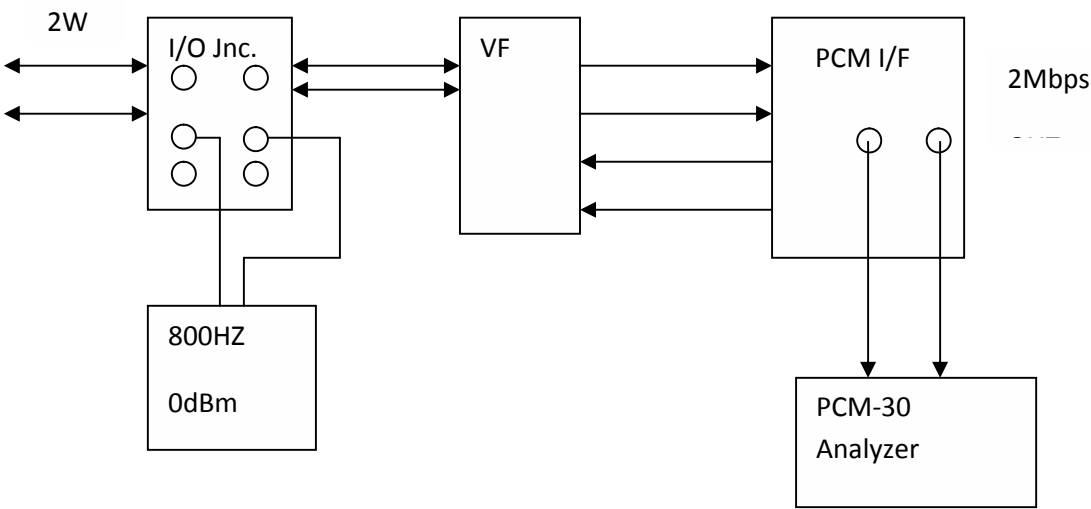 2W
I/O Jnc.
VF
PCM I/F
2Mbps
800HZ
0dBm
PCM-30
Analyzer